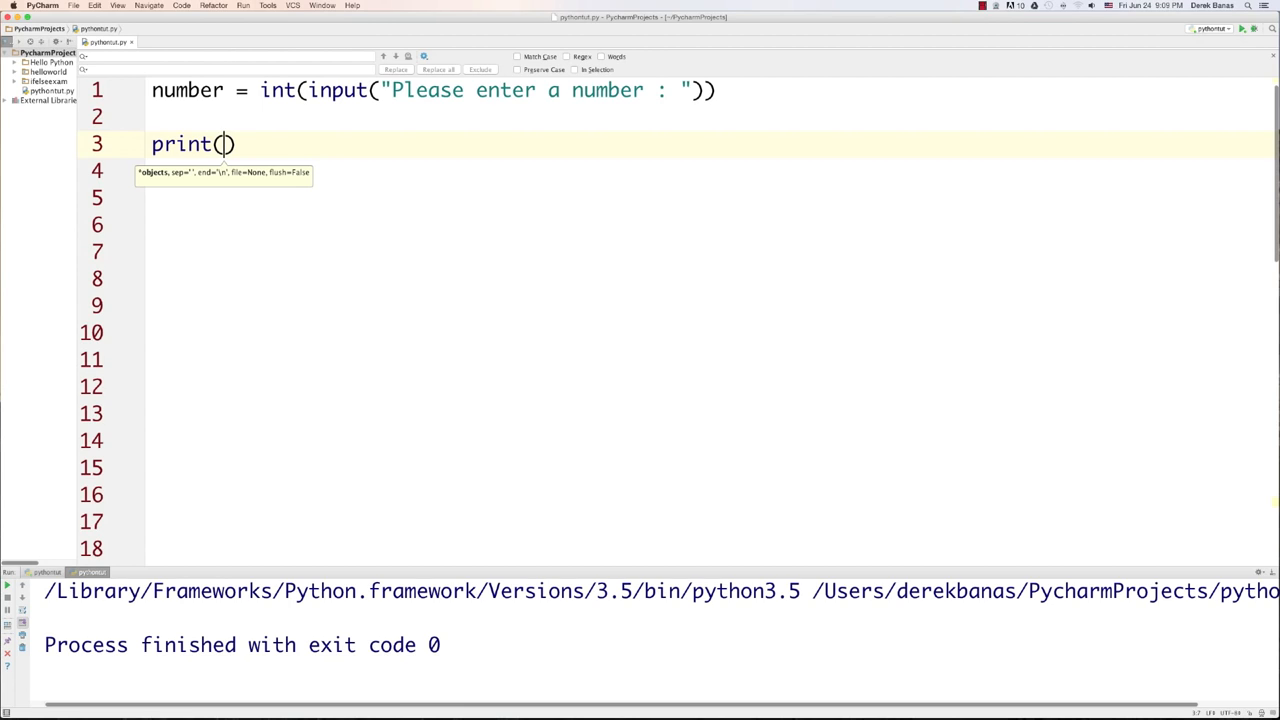 PyCharm File Edit View Navigate Code Refactor Run Tools VCS Window Help 10 Fri Jun 24 9:09 PM Derek Banas
pythontut.py - PycharmProjects - [~/PycharmProjects]
PycharmProjects pythontut.py pythontut
pythontut.py ×
PycharmProject
Hello Python
helloworld
ifelseexam
pythontut.py
External Librarie
Match Case Regex Words
Replace Replace all Exclude Preserve Case In Selection
1 number = int(input("Please enter a number : "))
2
3 print()
*objects, sep=' ', end='\n', file=None, flush=False
4
5
6
7
8
9
10
11
12
13
14
15
16
17
18
Run: pythontut pythontut
/Library/Frameworks/Python.framework/Versions/3.5/bin/python3.5 /Users/derekbanas/PycharmProjects/pytho
Process finished with exit code 0
3:7 LF÷ UTF-8÷